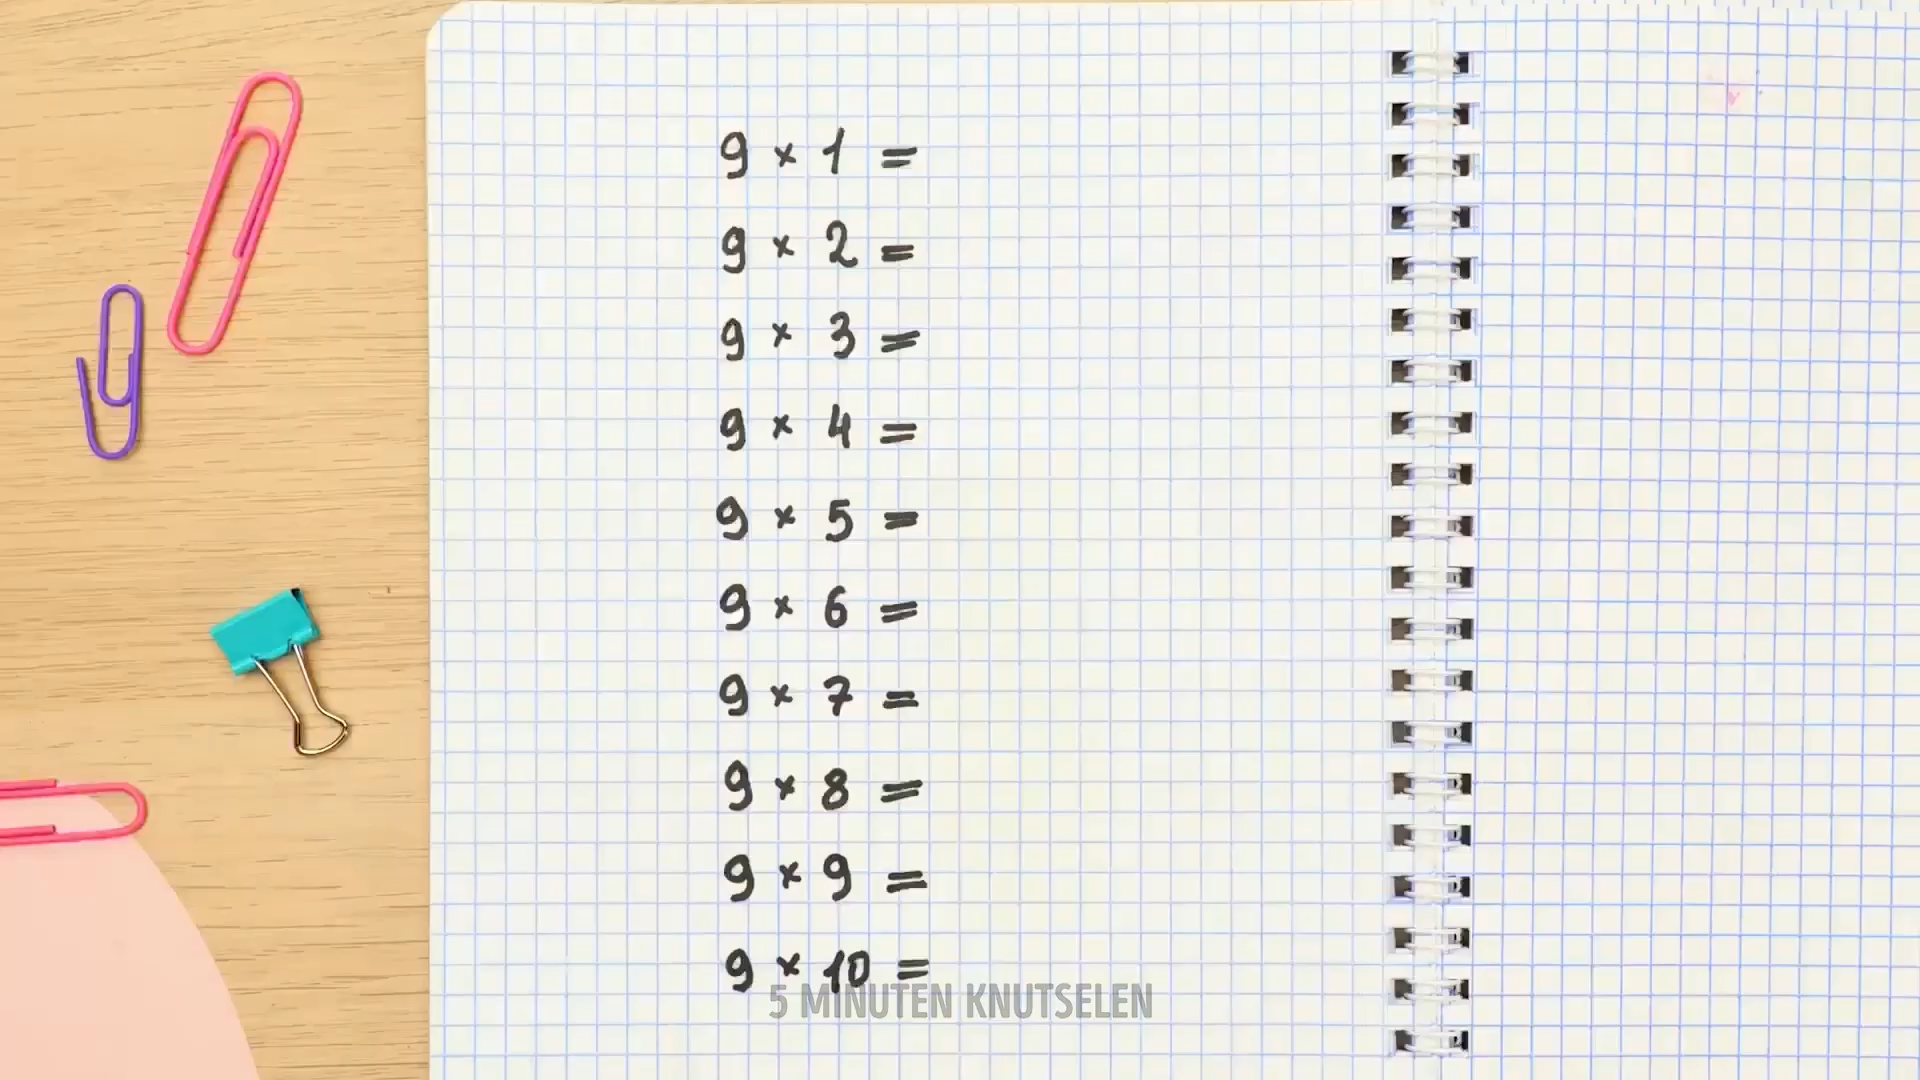 9 × 1 =
9 × 2 =
9 × 3 =
9 × 4 =
9 × 5 =
9 × 6 =
9 × 7 =
9 × 8 =
9 × 9 =
9 × 10 =
5 MINUTEN KNUTSELEN